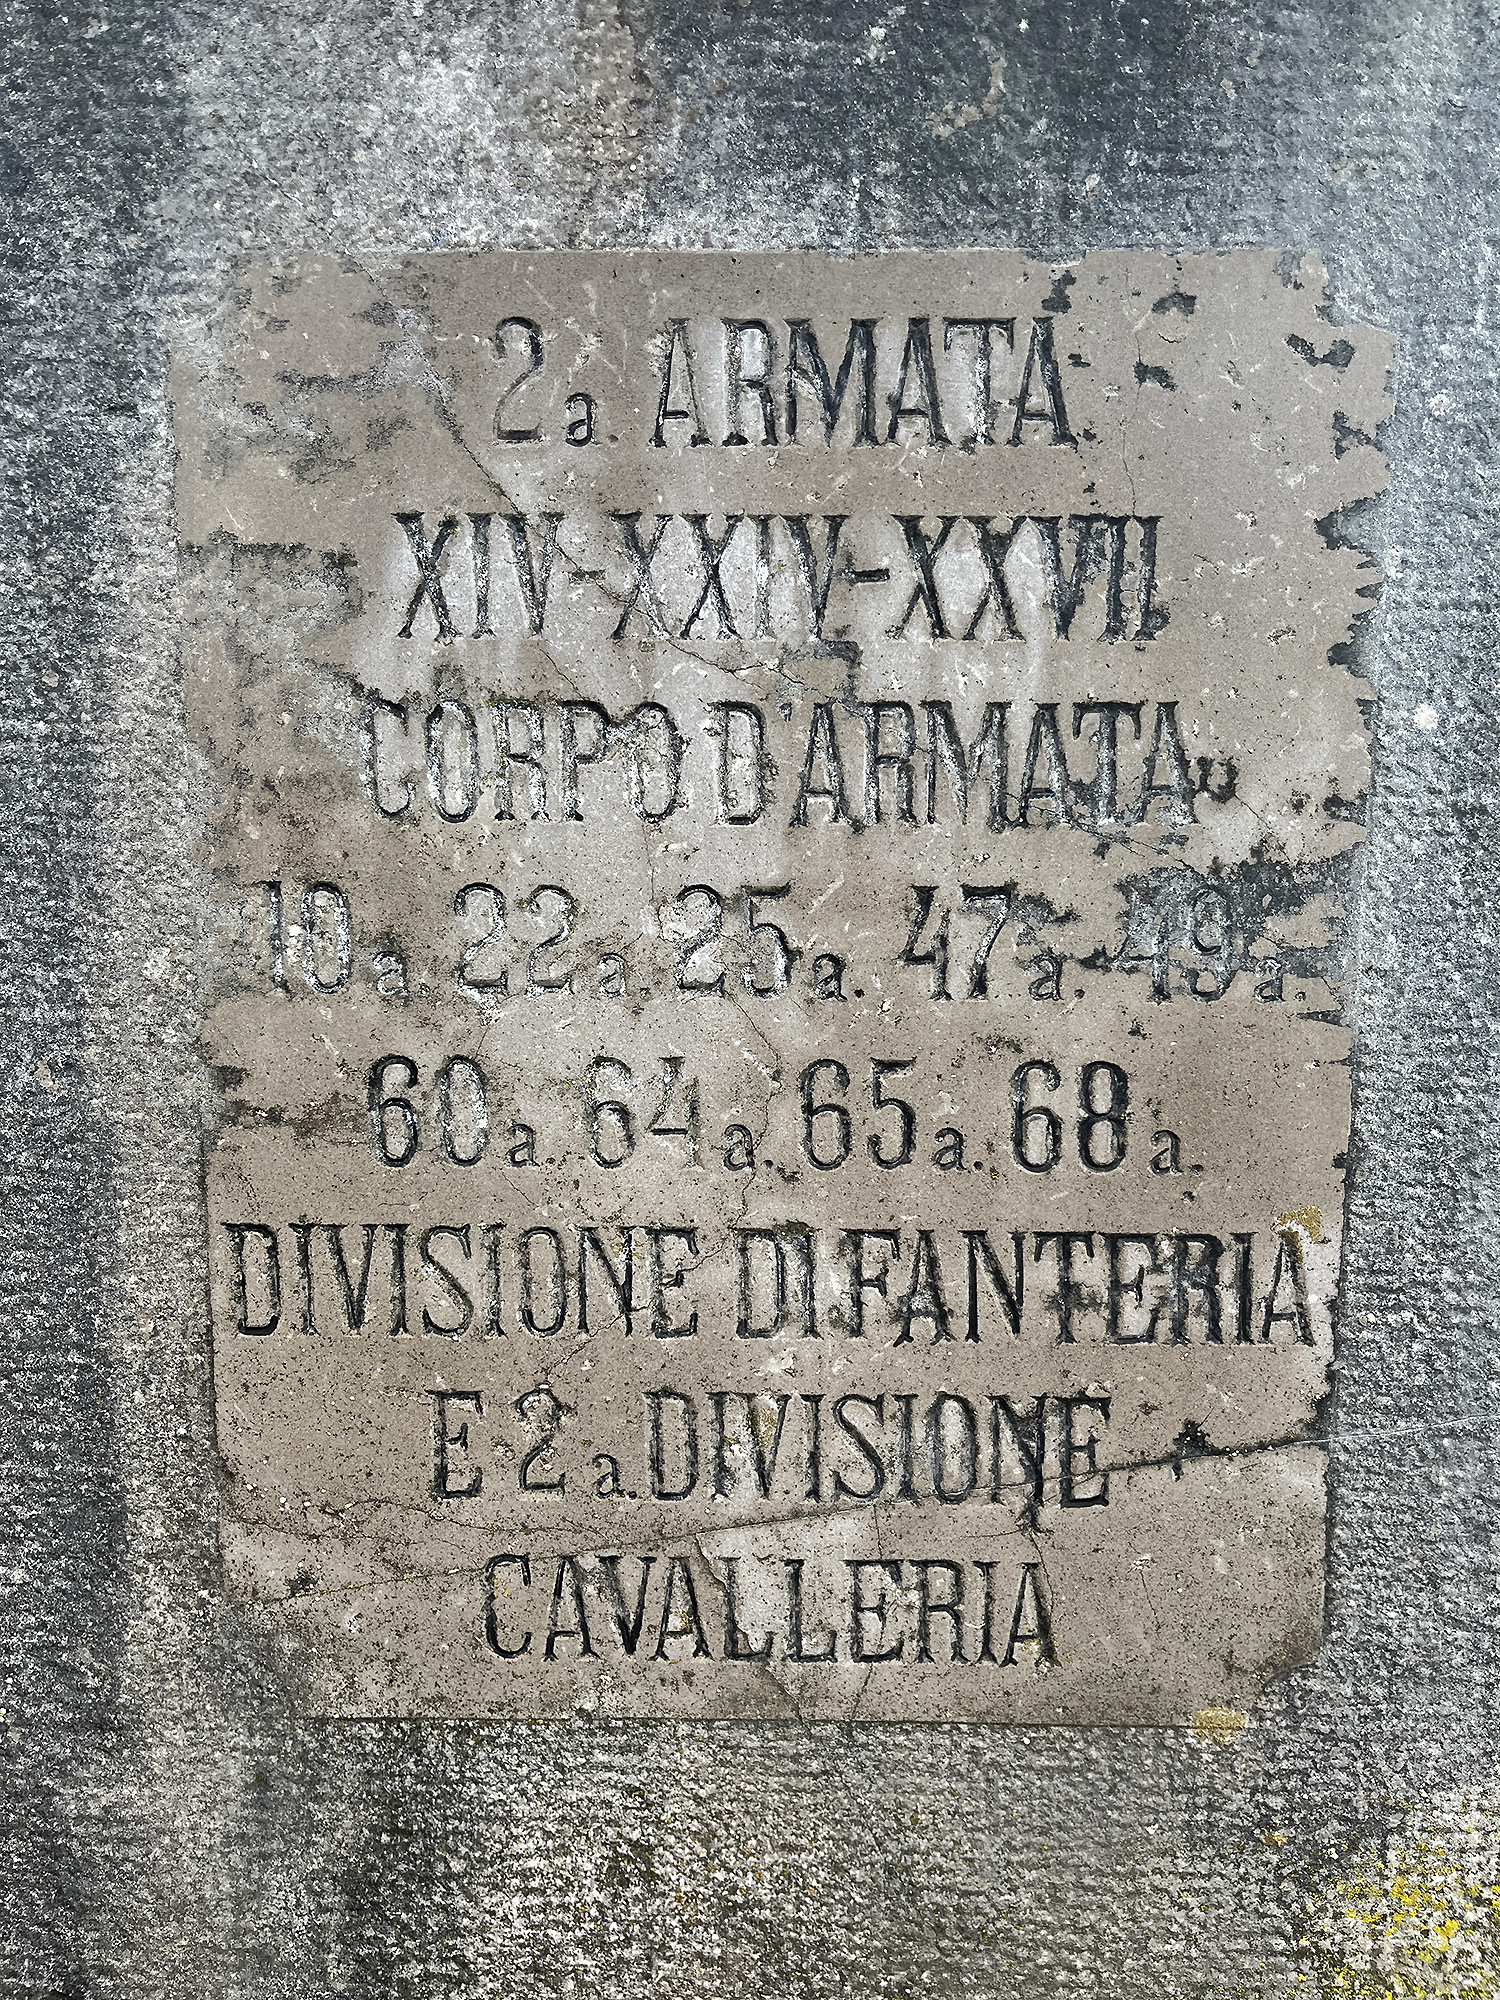 2a. ARMATA
XIV-XXIV-XXVII
CORPO D'ARMATA
10a. 22a. 25a. 47a. 49a.
60a. 64a. 65a. 68a.
DIVISIONE DI FANTERIA
E 2a. DIVISIONE
CAVALLERIA